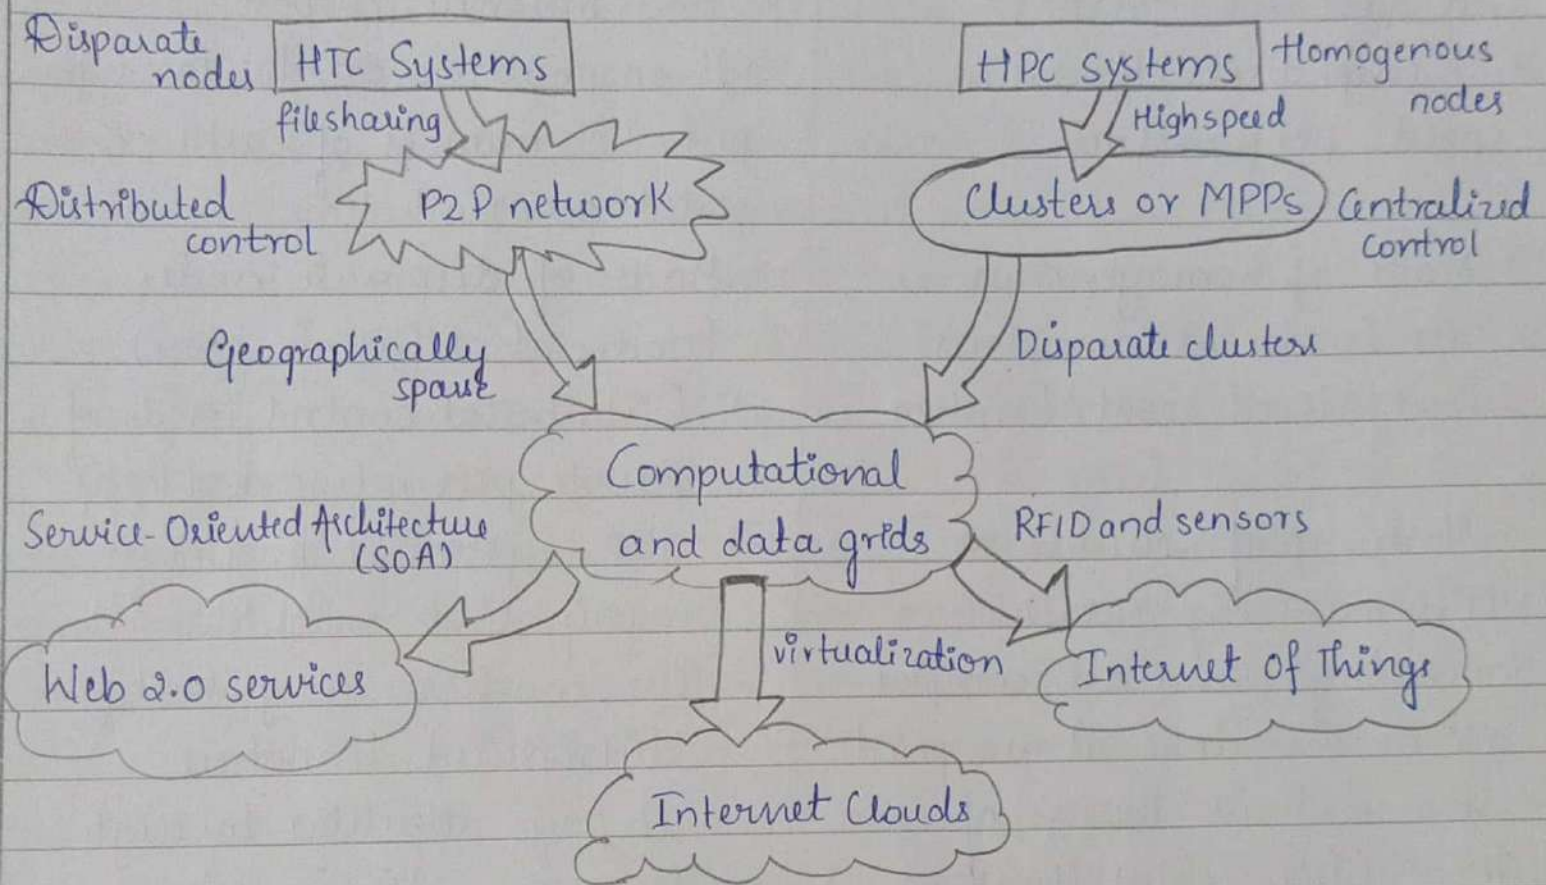 Disparate
nodes
HTC Systems
HPC Systems
Homogenous
nodes
filesharing
Highspeed
Distributed
control
P2P network
Clusters or MPPs
Centralized
control
Geographically
sparse
Disparate clusters
Computational
and data grids
Service-Oriented Architecture
(SOA)
RFID and sensors
Web 2.0 services
virtualization
Internet of Things
Internet Clouds